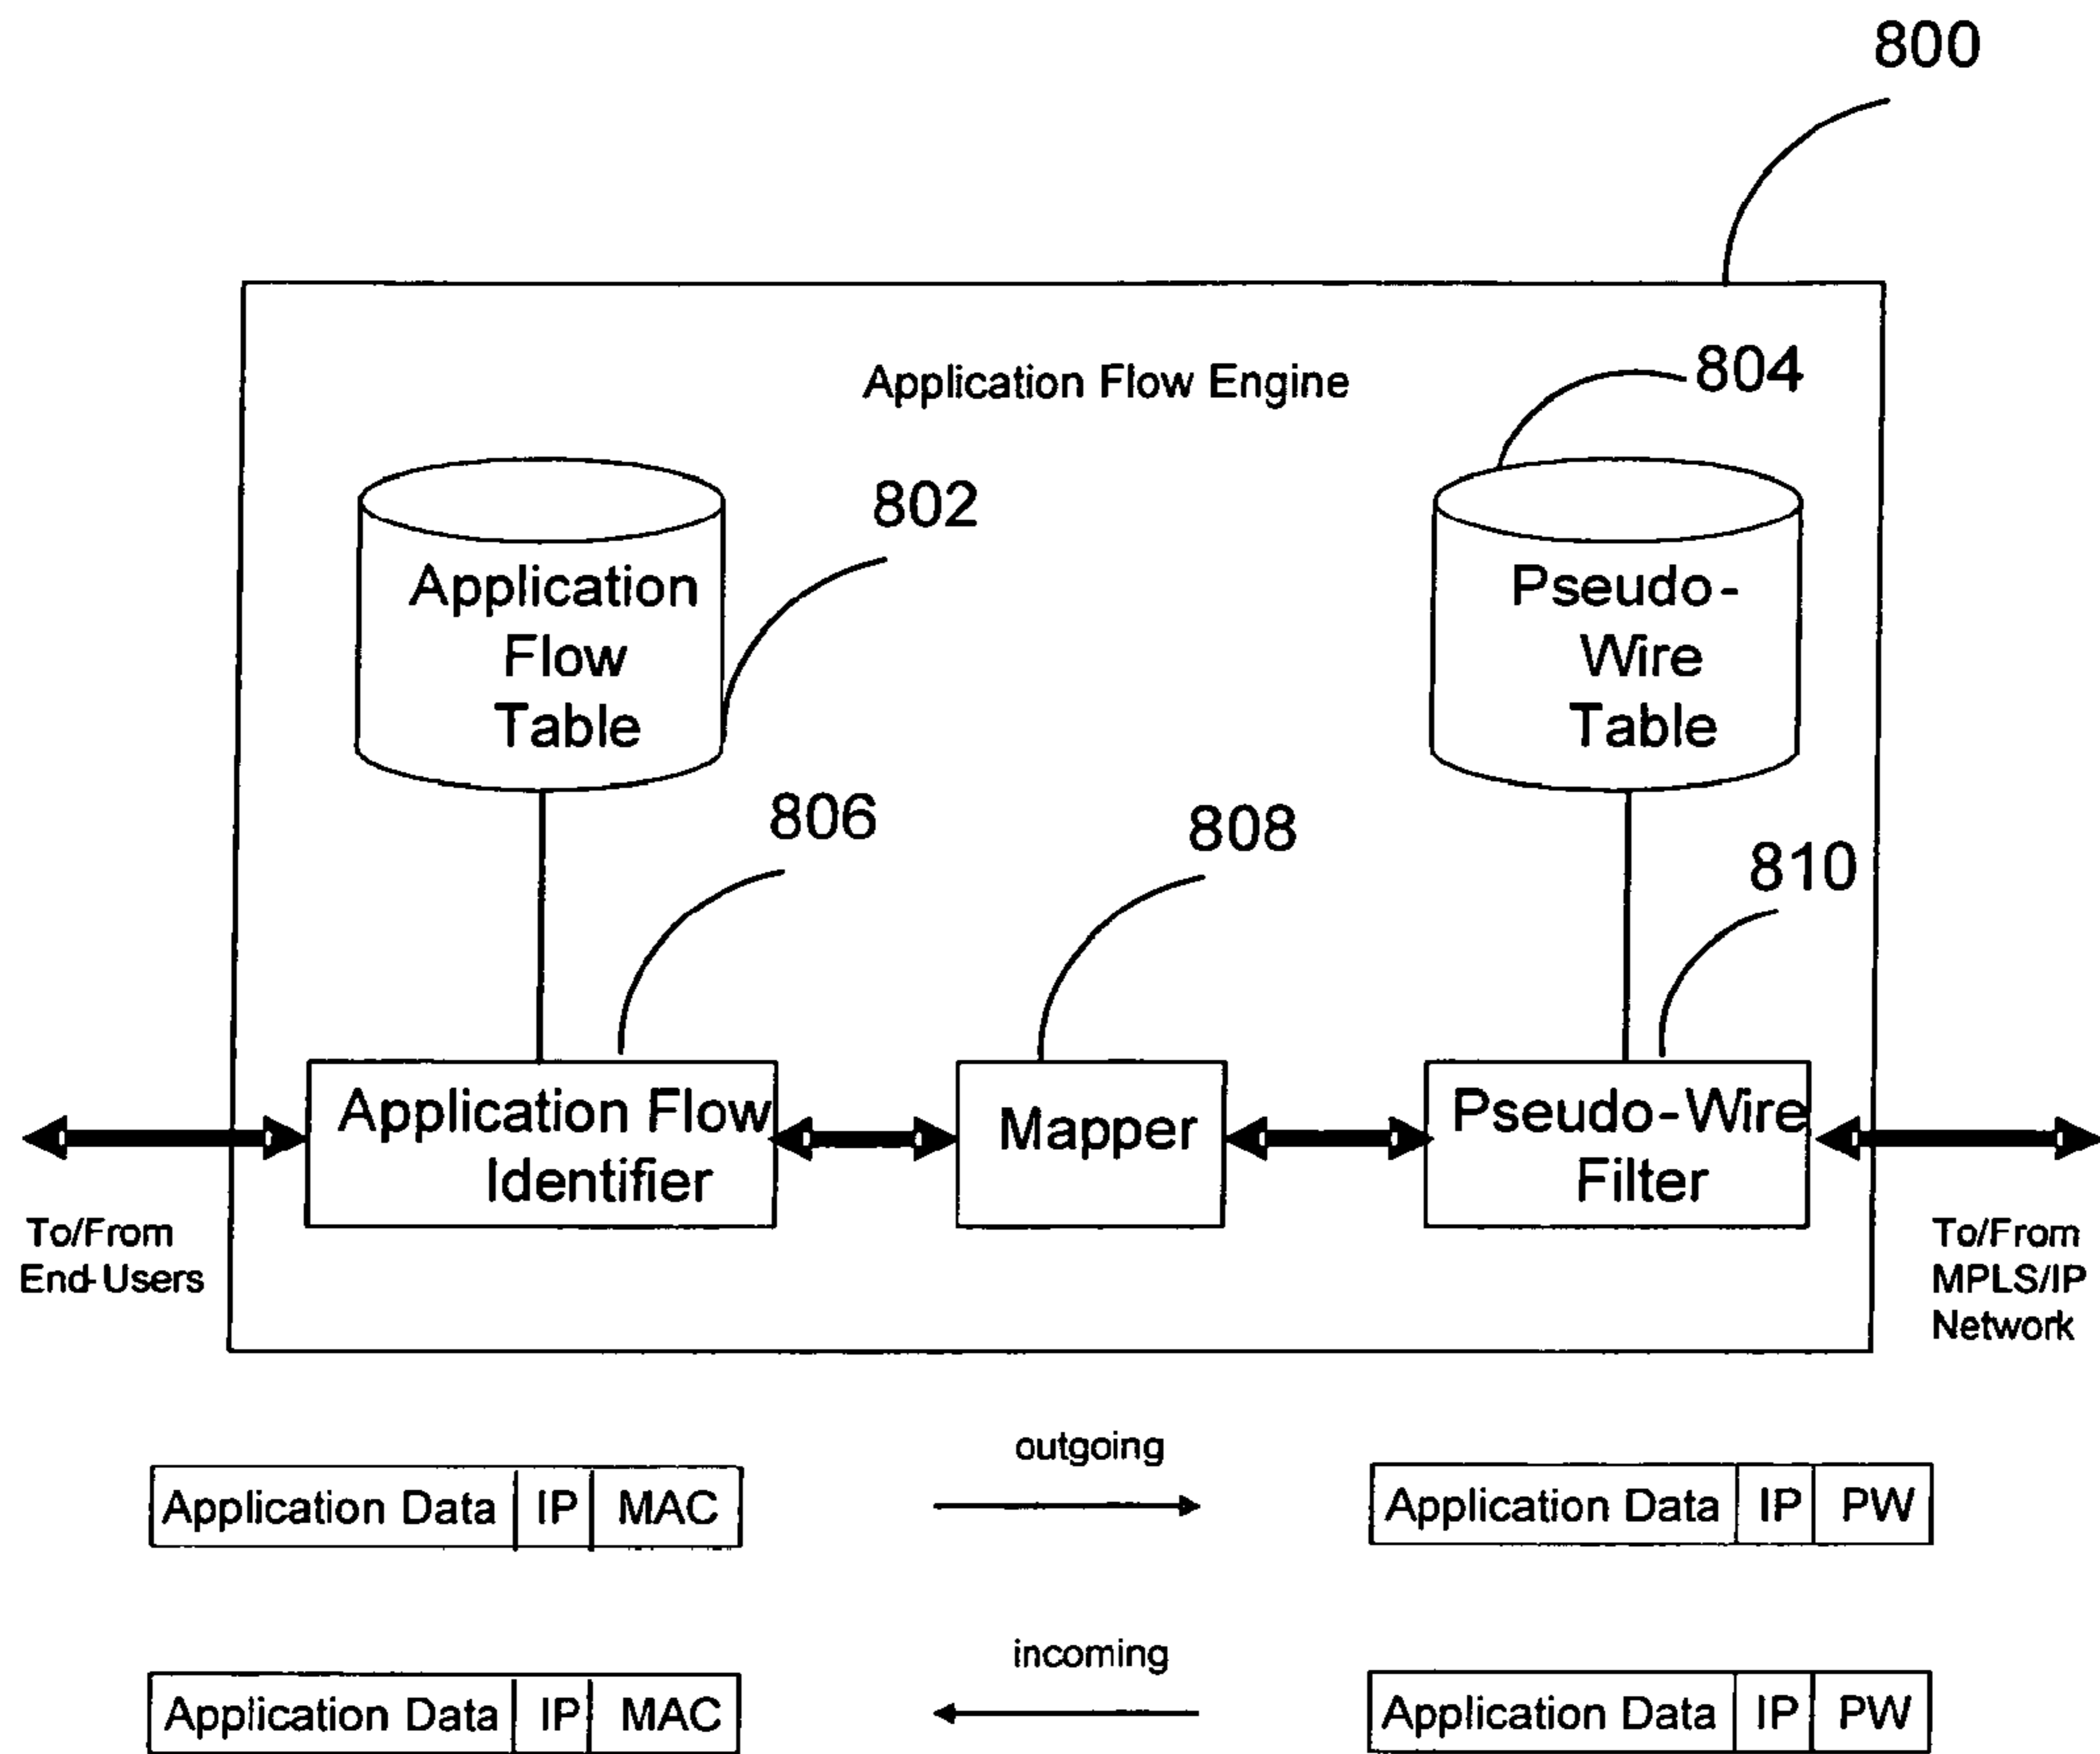 800
Application Flow Engine
804
802
Application
Flow
Table
Pseudo-
Wire
Table
806
808
810
Application Flow
Identifier
Mapper
Pseudo-Wire
Filter
To/From
End-Users
To/From
MPLS/IP
Network
outgoing
Application Data IP MAC
Application Data IP PW
incoming
Application Data IP MAC
Application Data IP PW